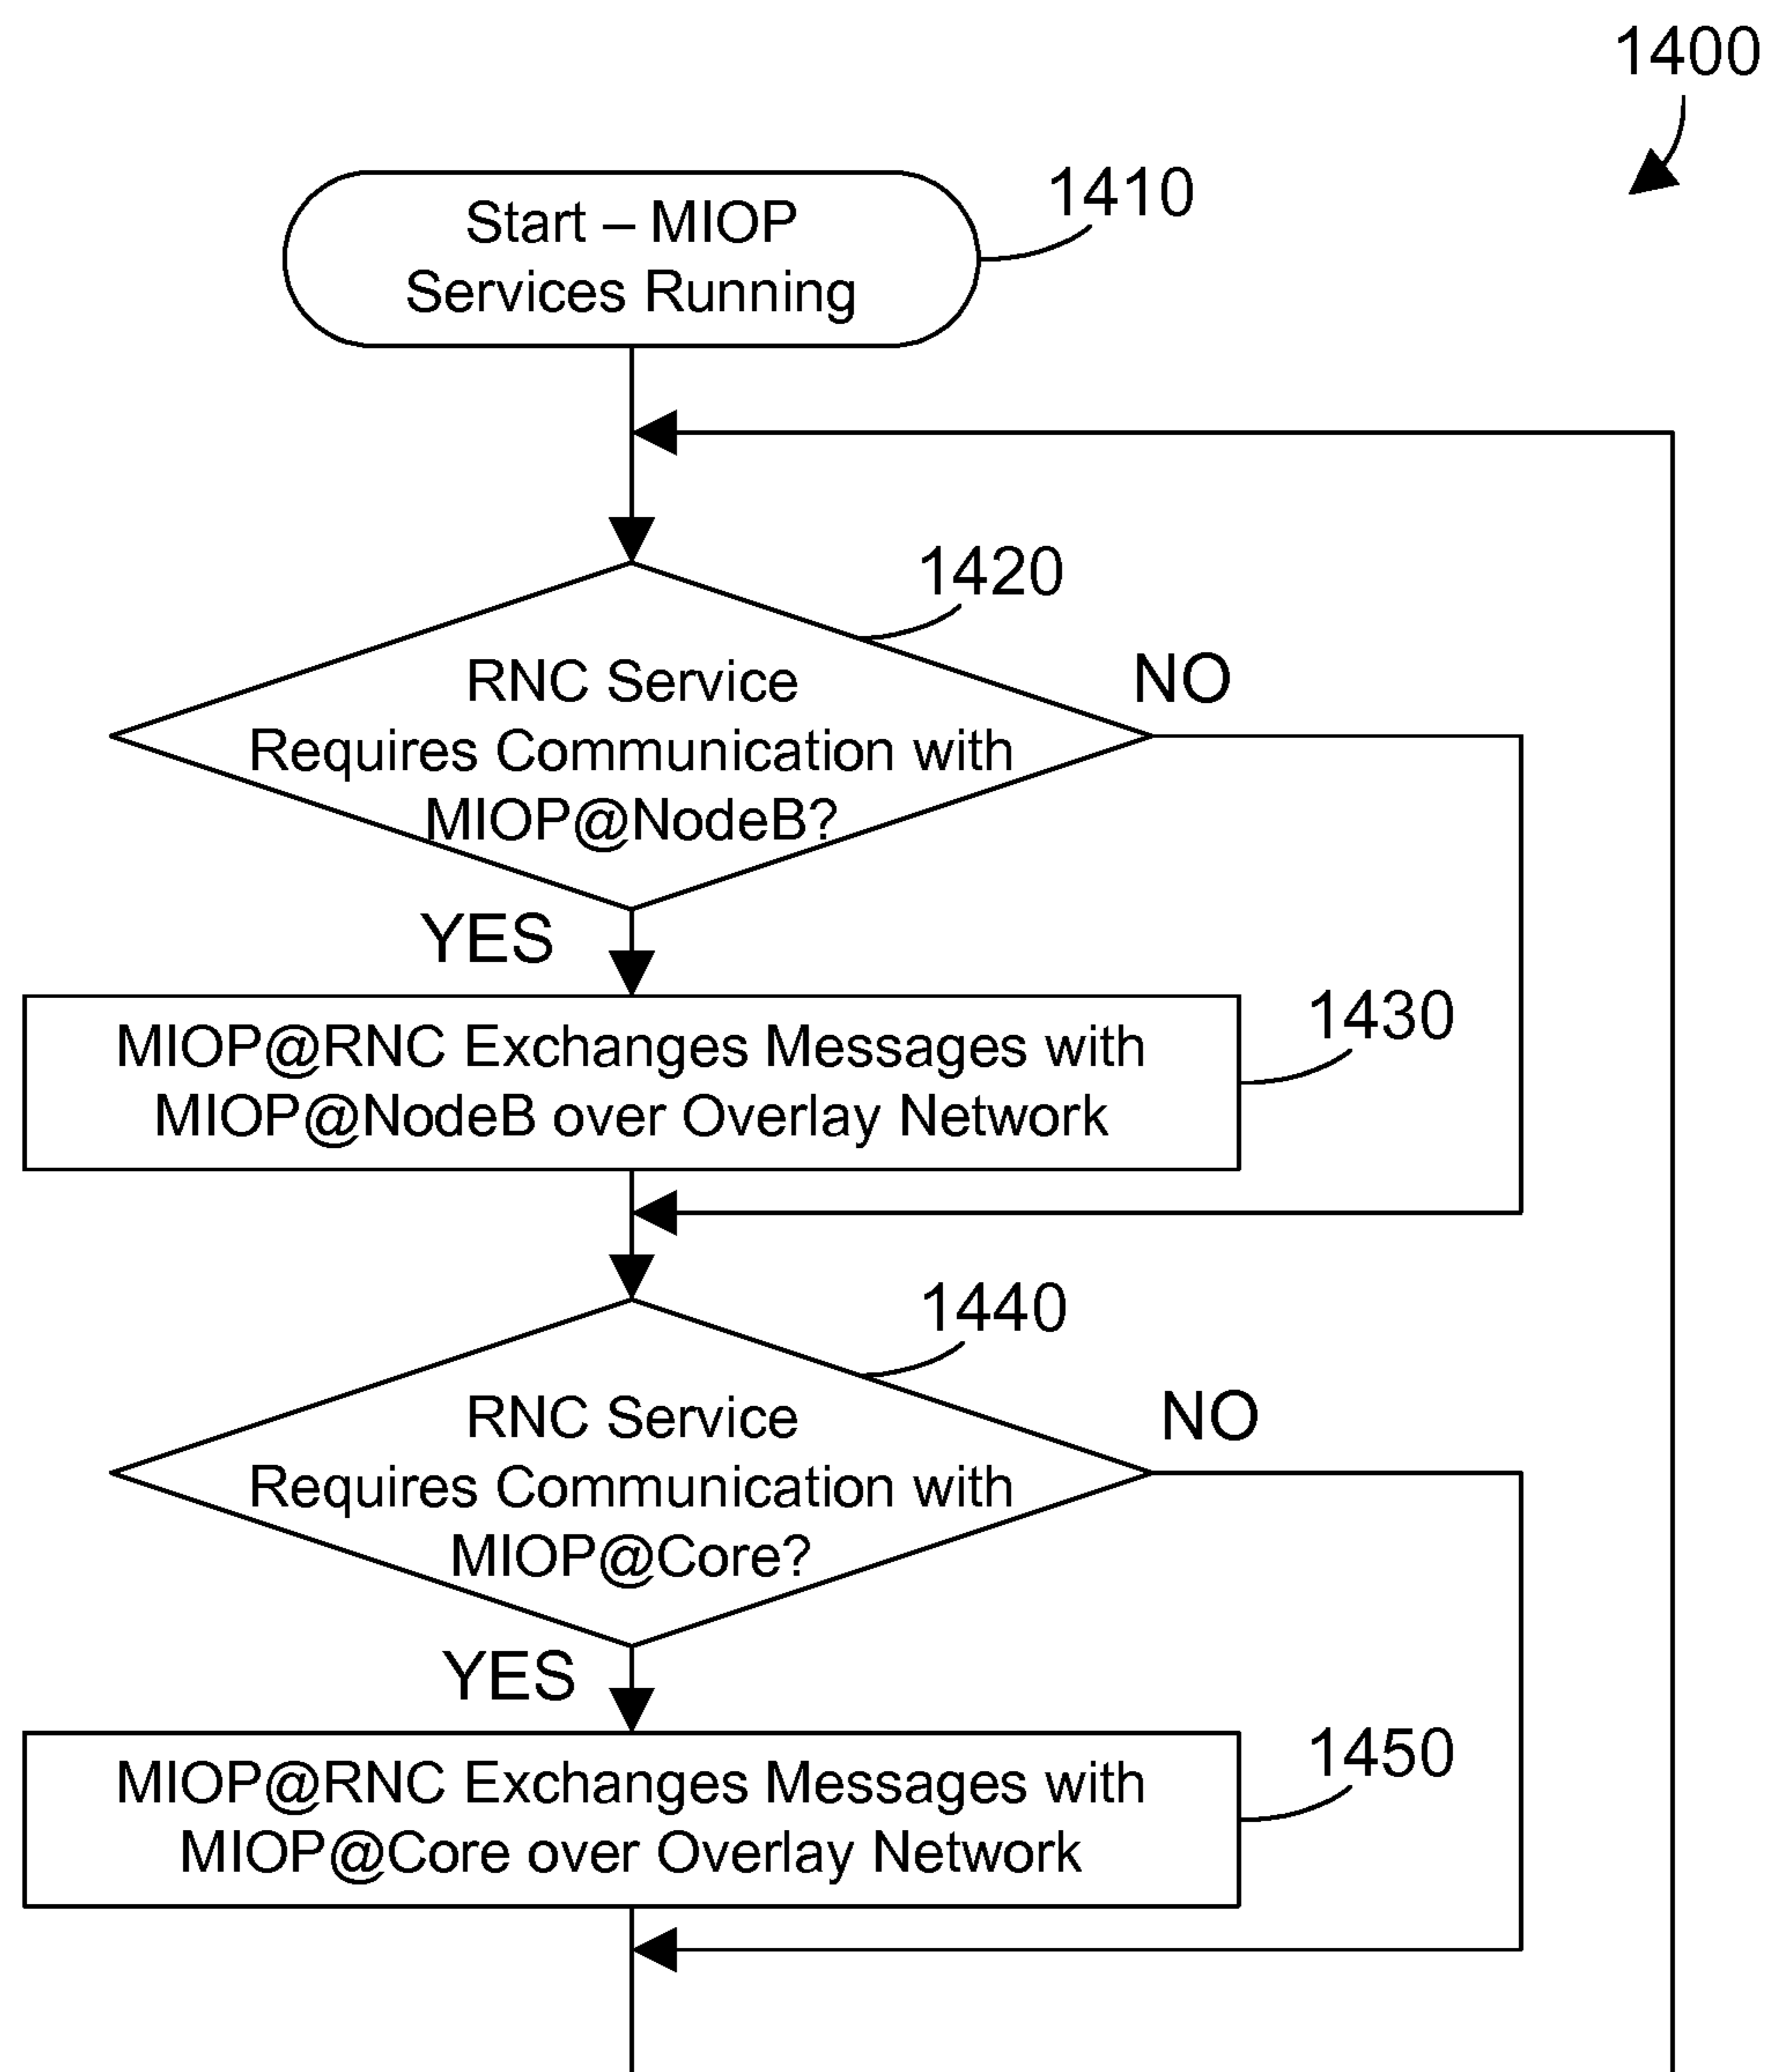 1400
Start – MIOP
Services Running
1410
1420
RNC Service
Requires Communication with
MIOP@NodeB?
NO
YES
MIOP@RNC Exchanges Messages with
MIOP@NodeB over Overlay Network
1430
1440
RNC Service
Requires Communication with
MIOP@Core?
NO
YES
MIOP@RNC Exchanges Messages with
MIOP@Core over Overlay Network
1450